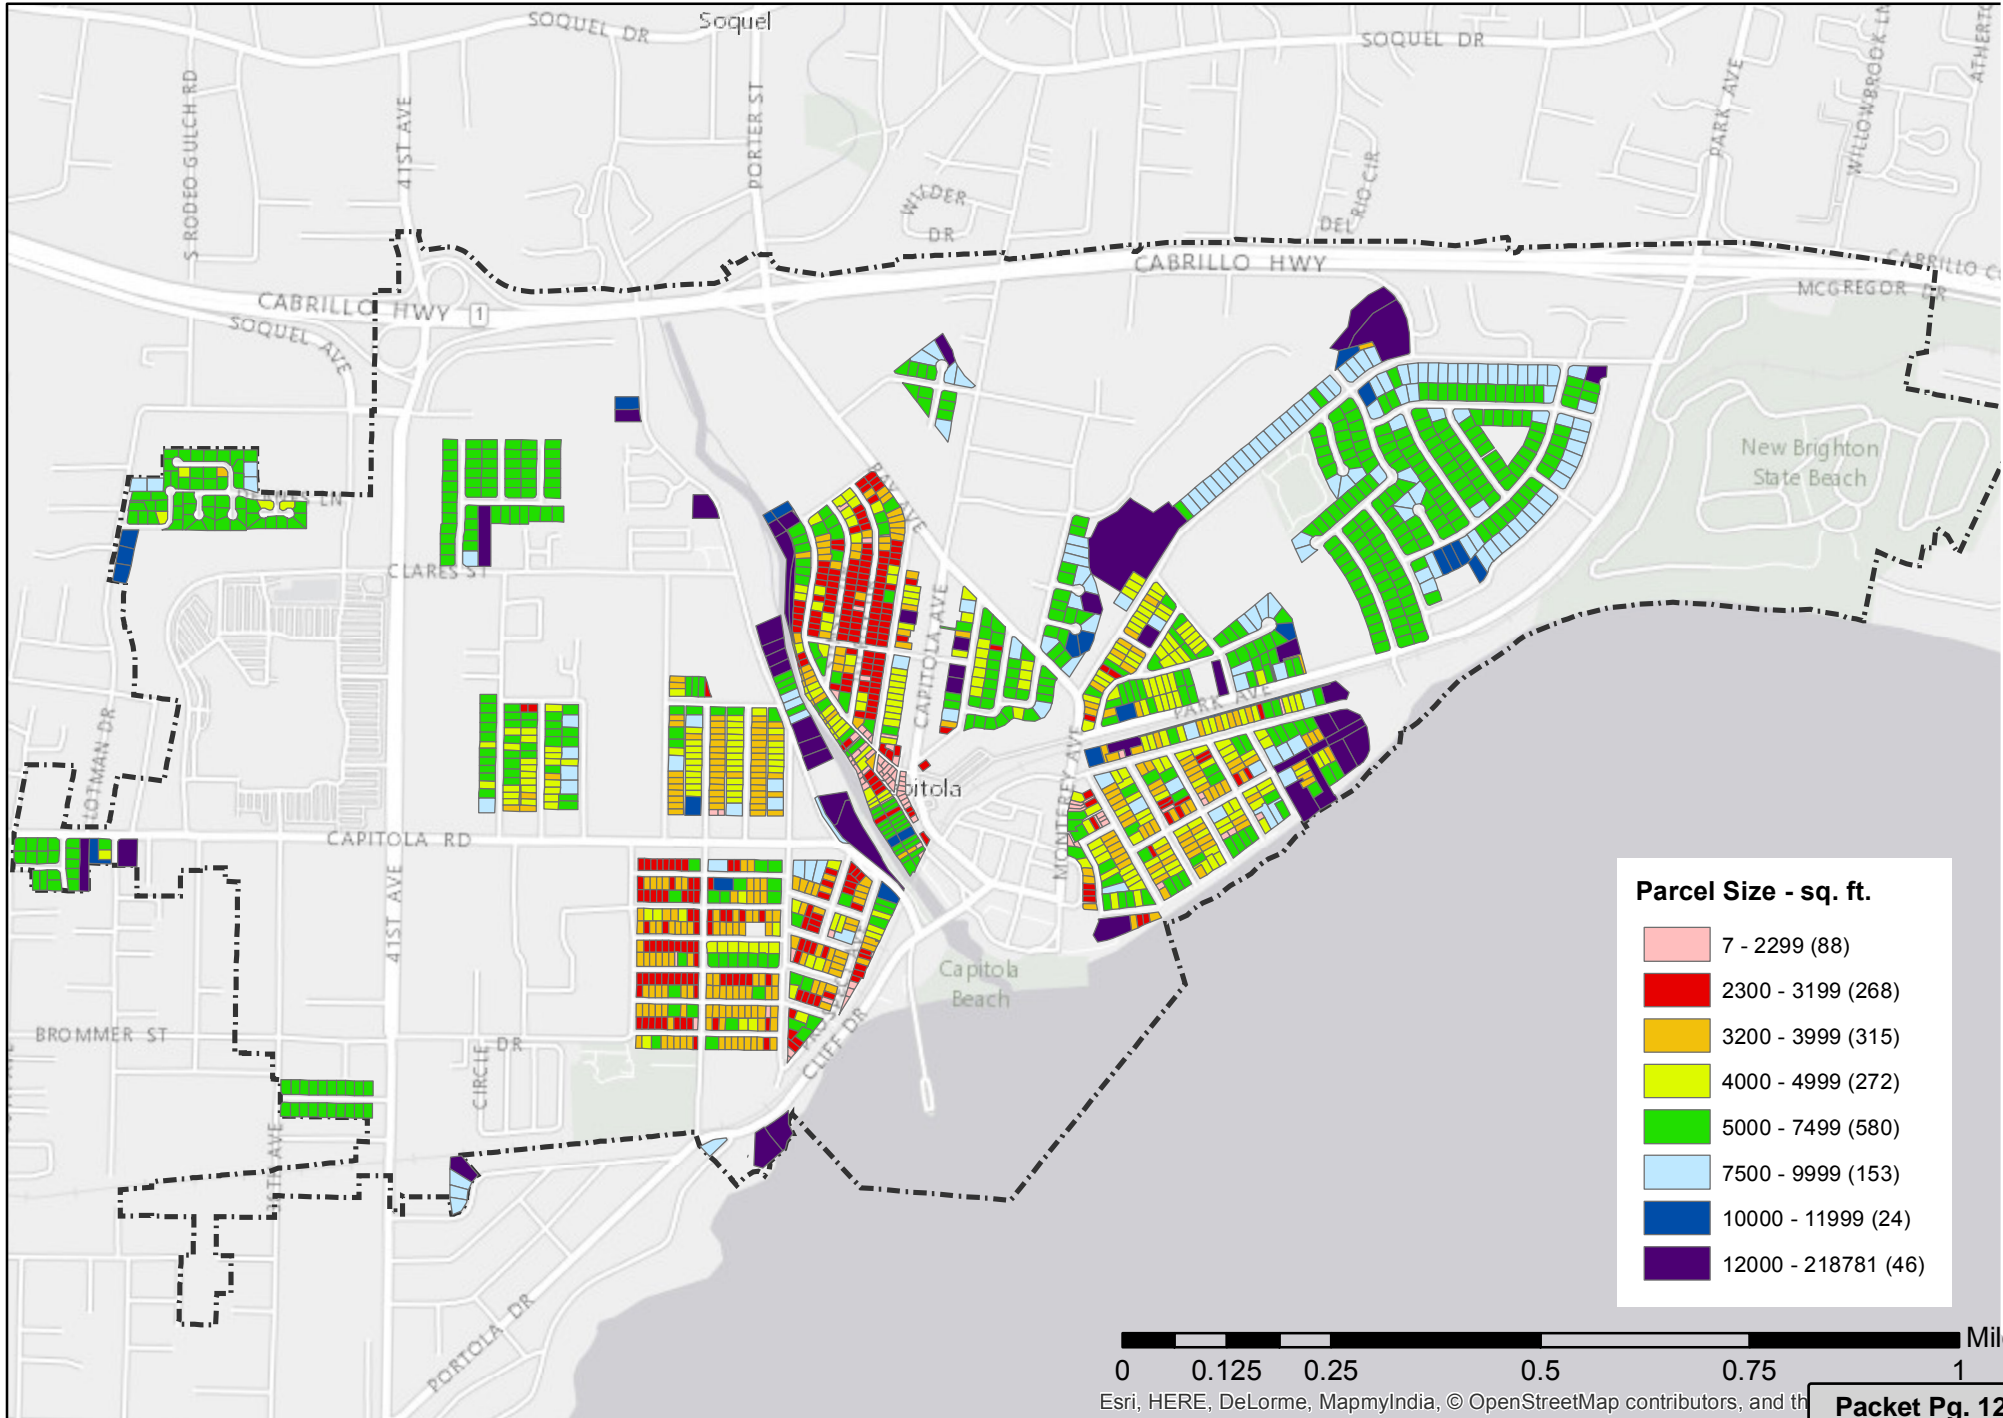 SOQUEL DR
Soquel
SOQUEL DR
S RODEO GULCH RD
41ST AVE
PORTER ST
PARK AVE
WILLOWBROOK LN
WILDER
DR
DEL RIO CIR
CABRILLO HWY
CABRILLO HWY 1
SOQUEL AVE
MCGREGOR DR
New Brighton
State Beach
BAY AVE
CLARES ST
CAPITOLA AVE
PARK AVE
MONTEREY AVE
CAPITOLA RD
41ST AVE
Capitola
Beach
BROMMER ST
CIRCLE DR
CLIFF DR
PORTOLA DR
Parcel Size - sq. ft.
7 - 2299 (88)
2300 - 3199 (268)
3200 - 3999 (315)
4000 - 4999 (272)
5000 - 7499 (580)
7500 - 9999 (153)
10000 - 11999 (24)
12000 - 218781 (46)
0 0.125 0.25 0.5 0.75 1
Esri, HERE, DeLorme, MapmyIndia, © OpenStreetMap contributors, and
Packet Pg. 12